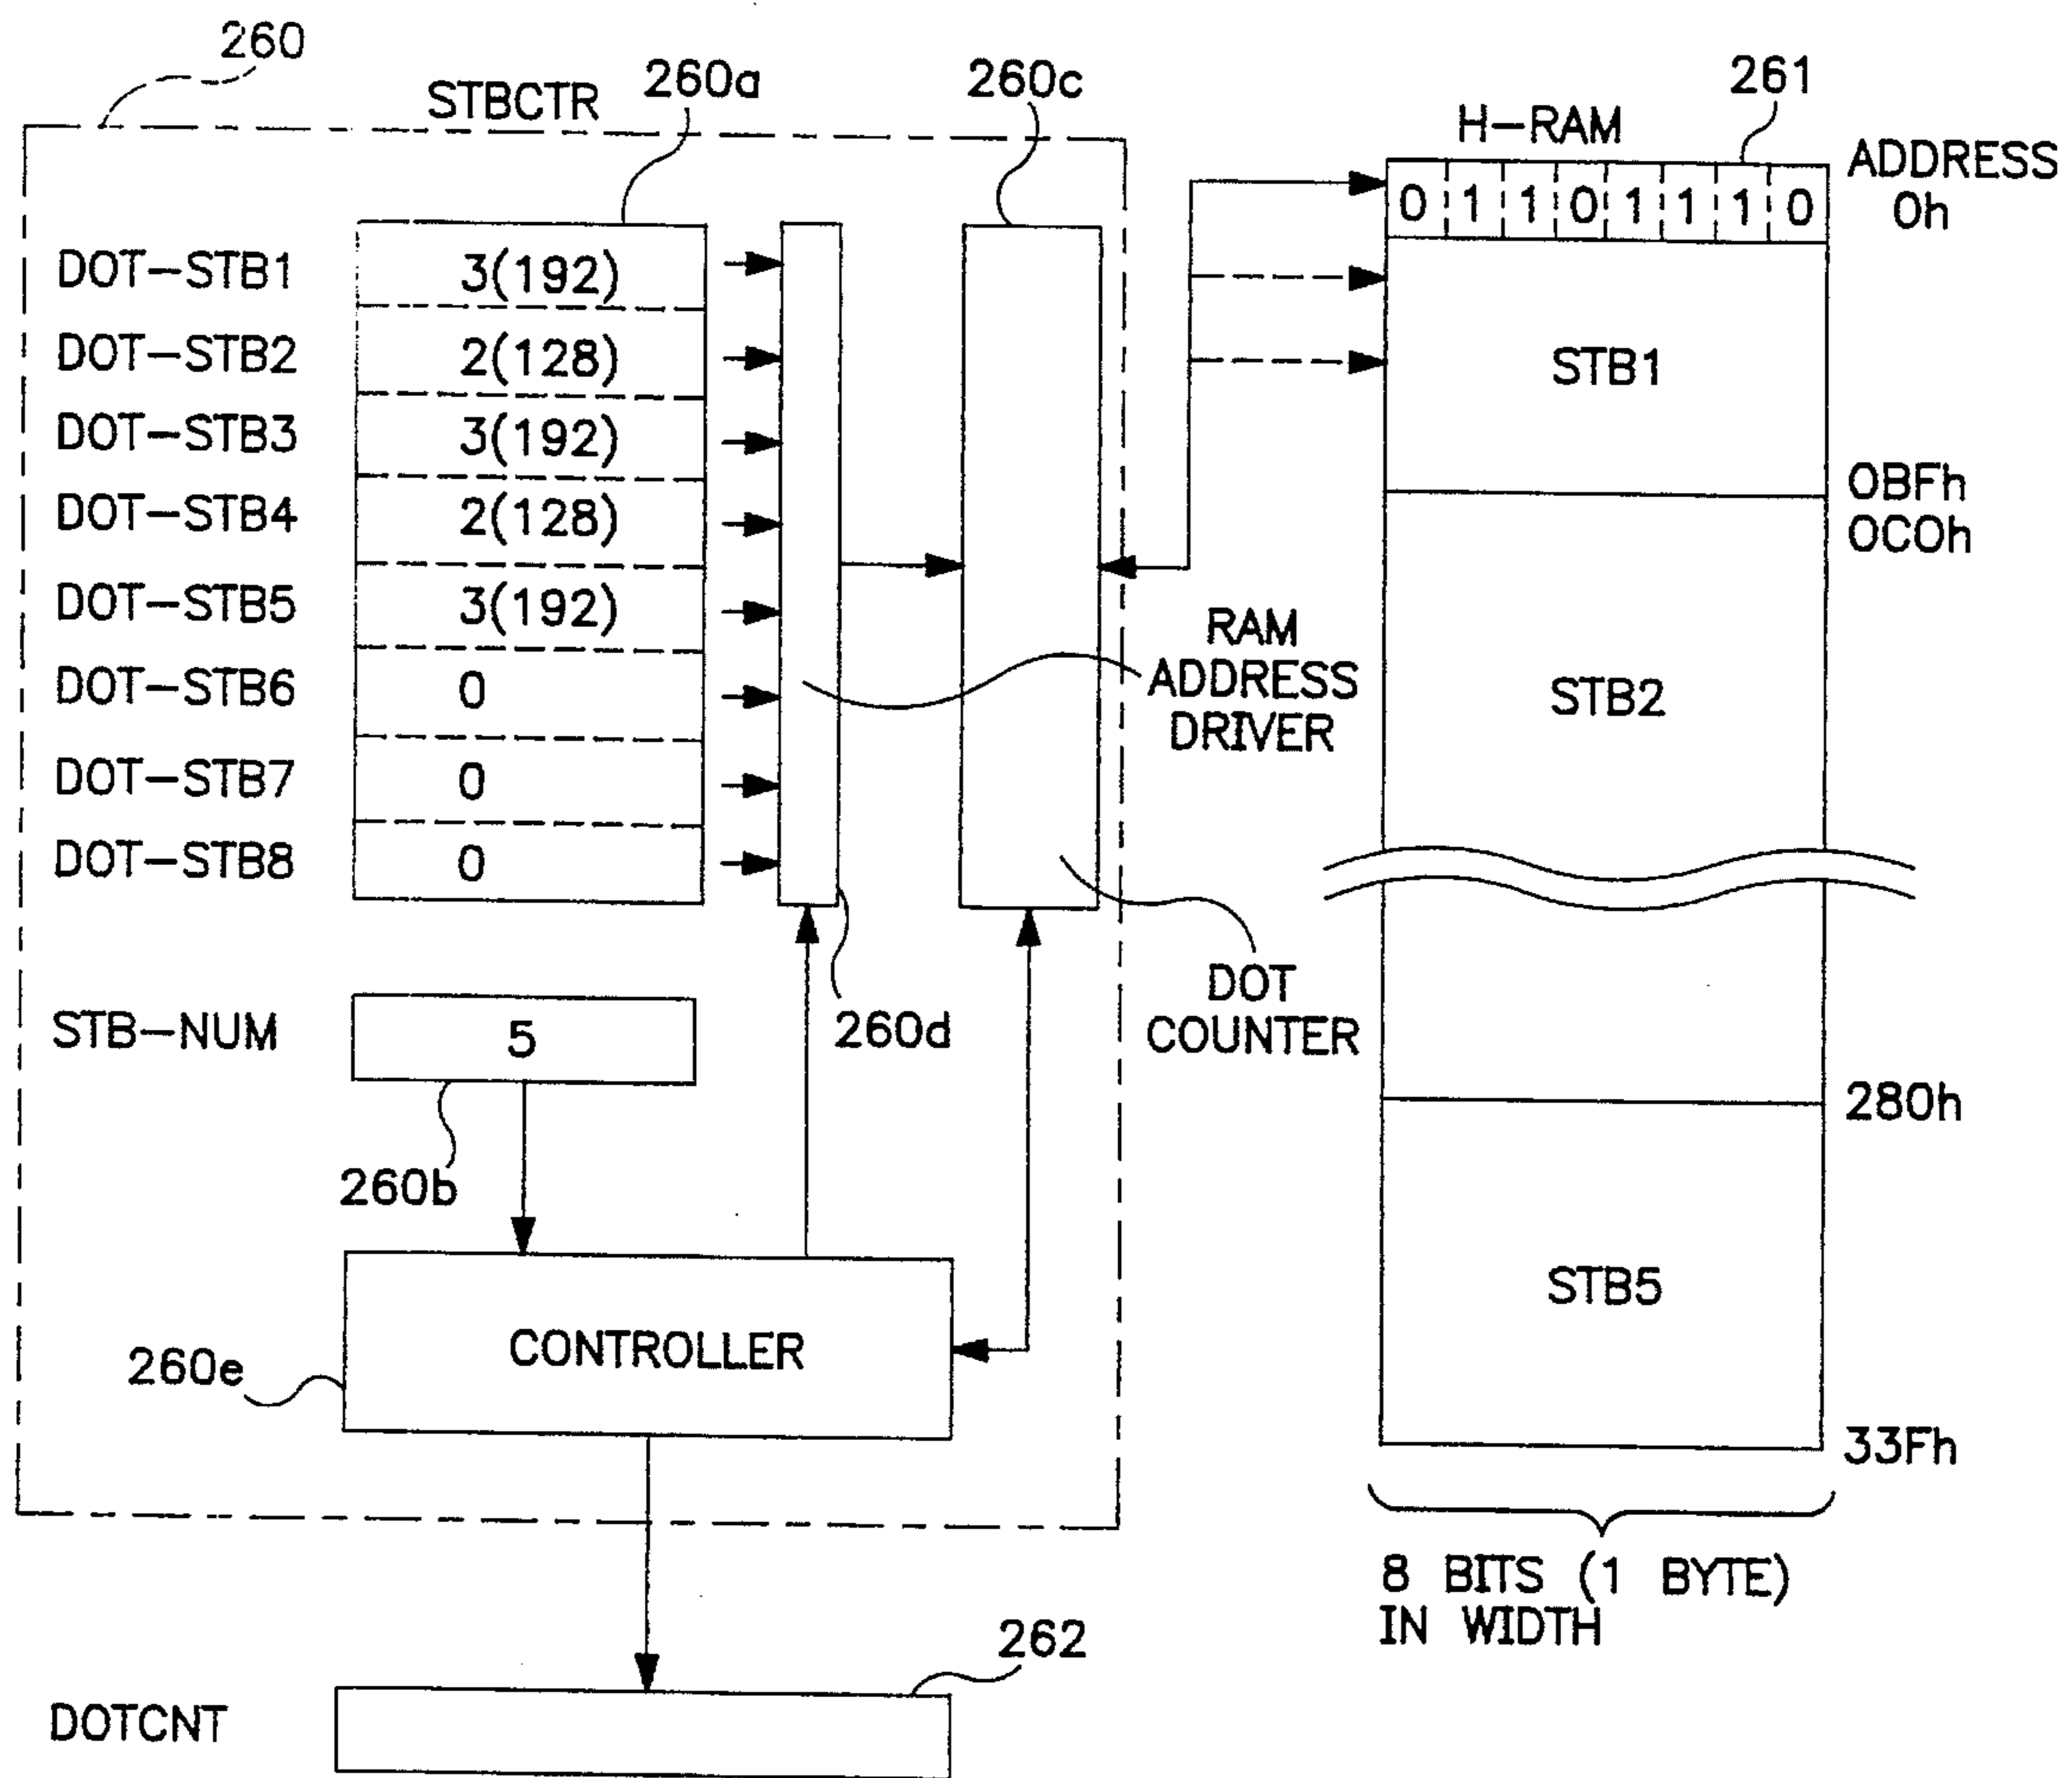 260
STBCTR
260a
260c
H-RAM
261
ADDRESS
0h
0 1 1 0 1 1 1 0
DOT-STB1 3(192)
DOT-STB2 2(128)
DOT-STB3 3(192)
DOT-STB4 2(128)
DOT-STB5 3(192)
DOT-STB6 0
DOT-STB7 0
DOT-STB8 0
STB1
0BFh
0C0h
RAM
ADDRESS
DRIVER
STB2
STB-NUM 5
260d
DOT
COUNTER
280h
260b
STB5
260e
CONTROLLER
33Fh
8 BITS (1 BYTE)
IN WIDTH
262
DOTCNT